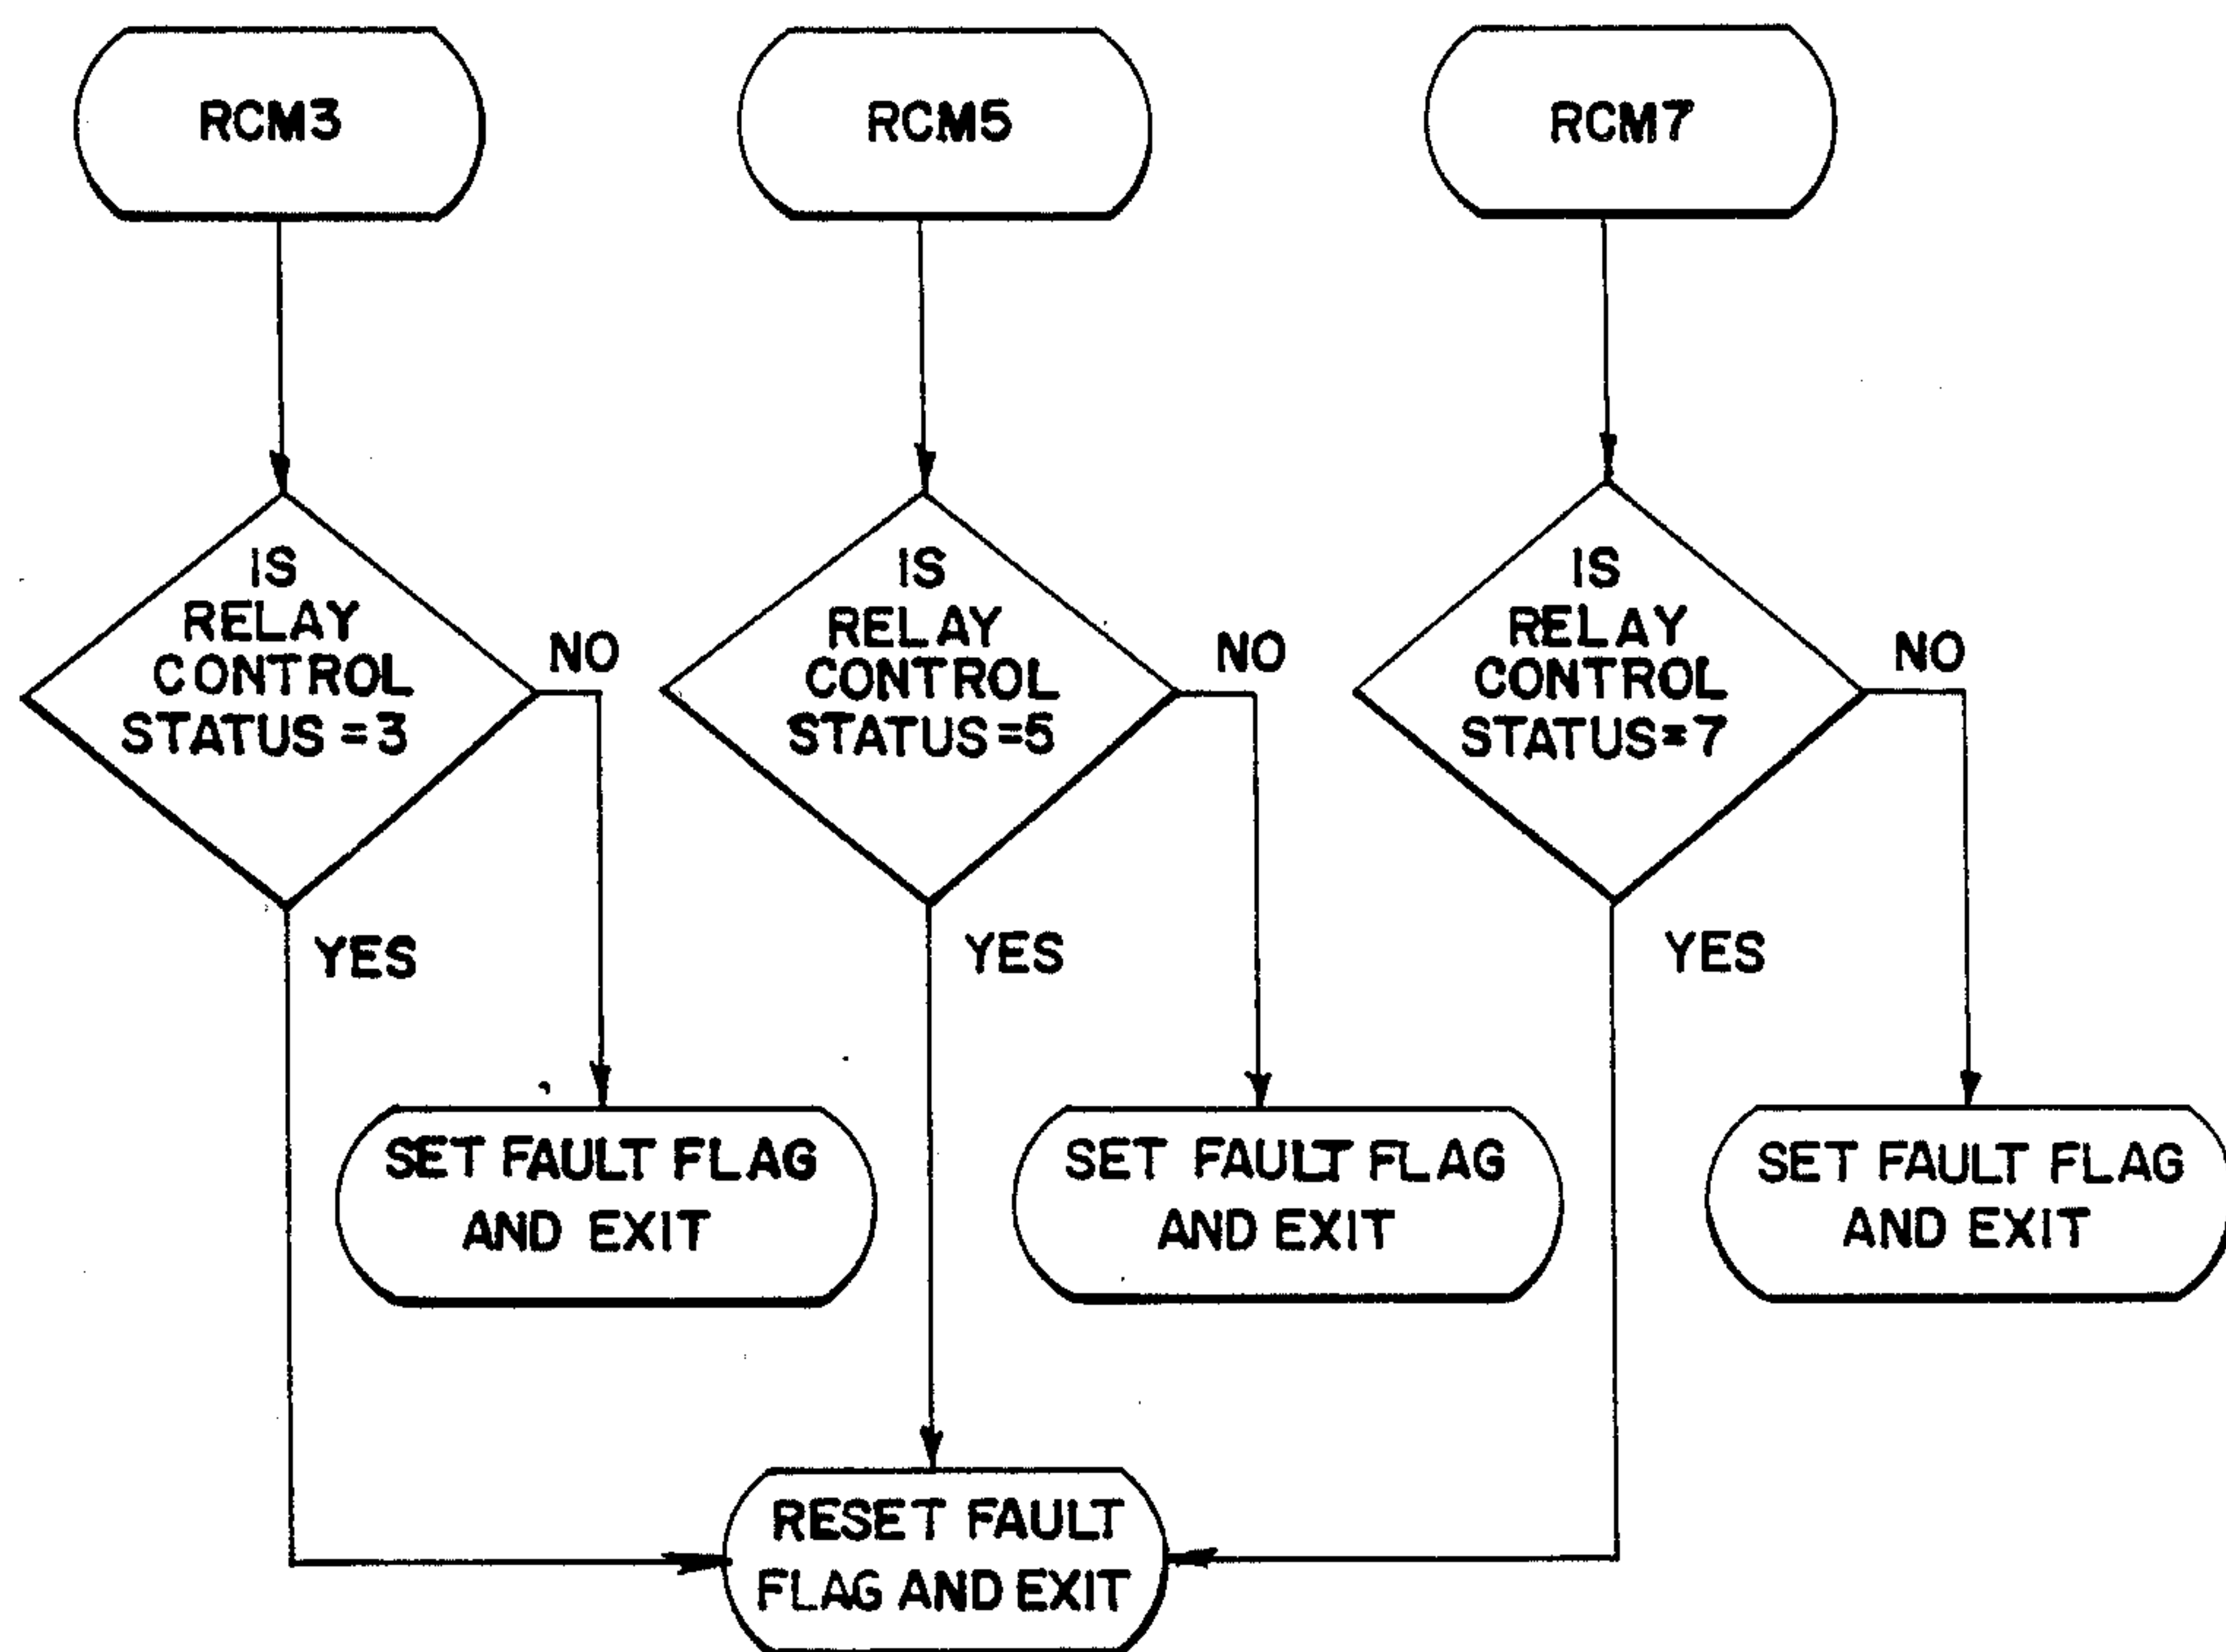 RCM3
RCM5
RCM7
IS
RELAY
CONTROL
STATUS=3
NO
YES
IS
RELAY
CONTROL
STATUS=5
NO
YES
IS
RELAY
CONTROL
STATUS=7
NO
YES
SET FAULT FLAG
AND EXIT
SET FAULT FLAG
AND EXIT
SET FAULT FLAG
AND EXIT
RESET FAULT
FLAG AND EXIT